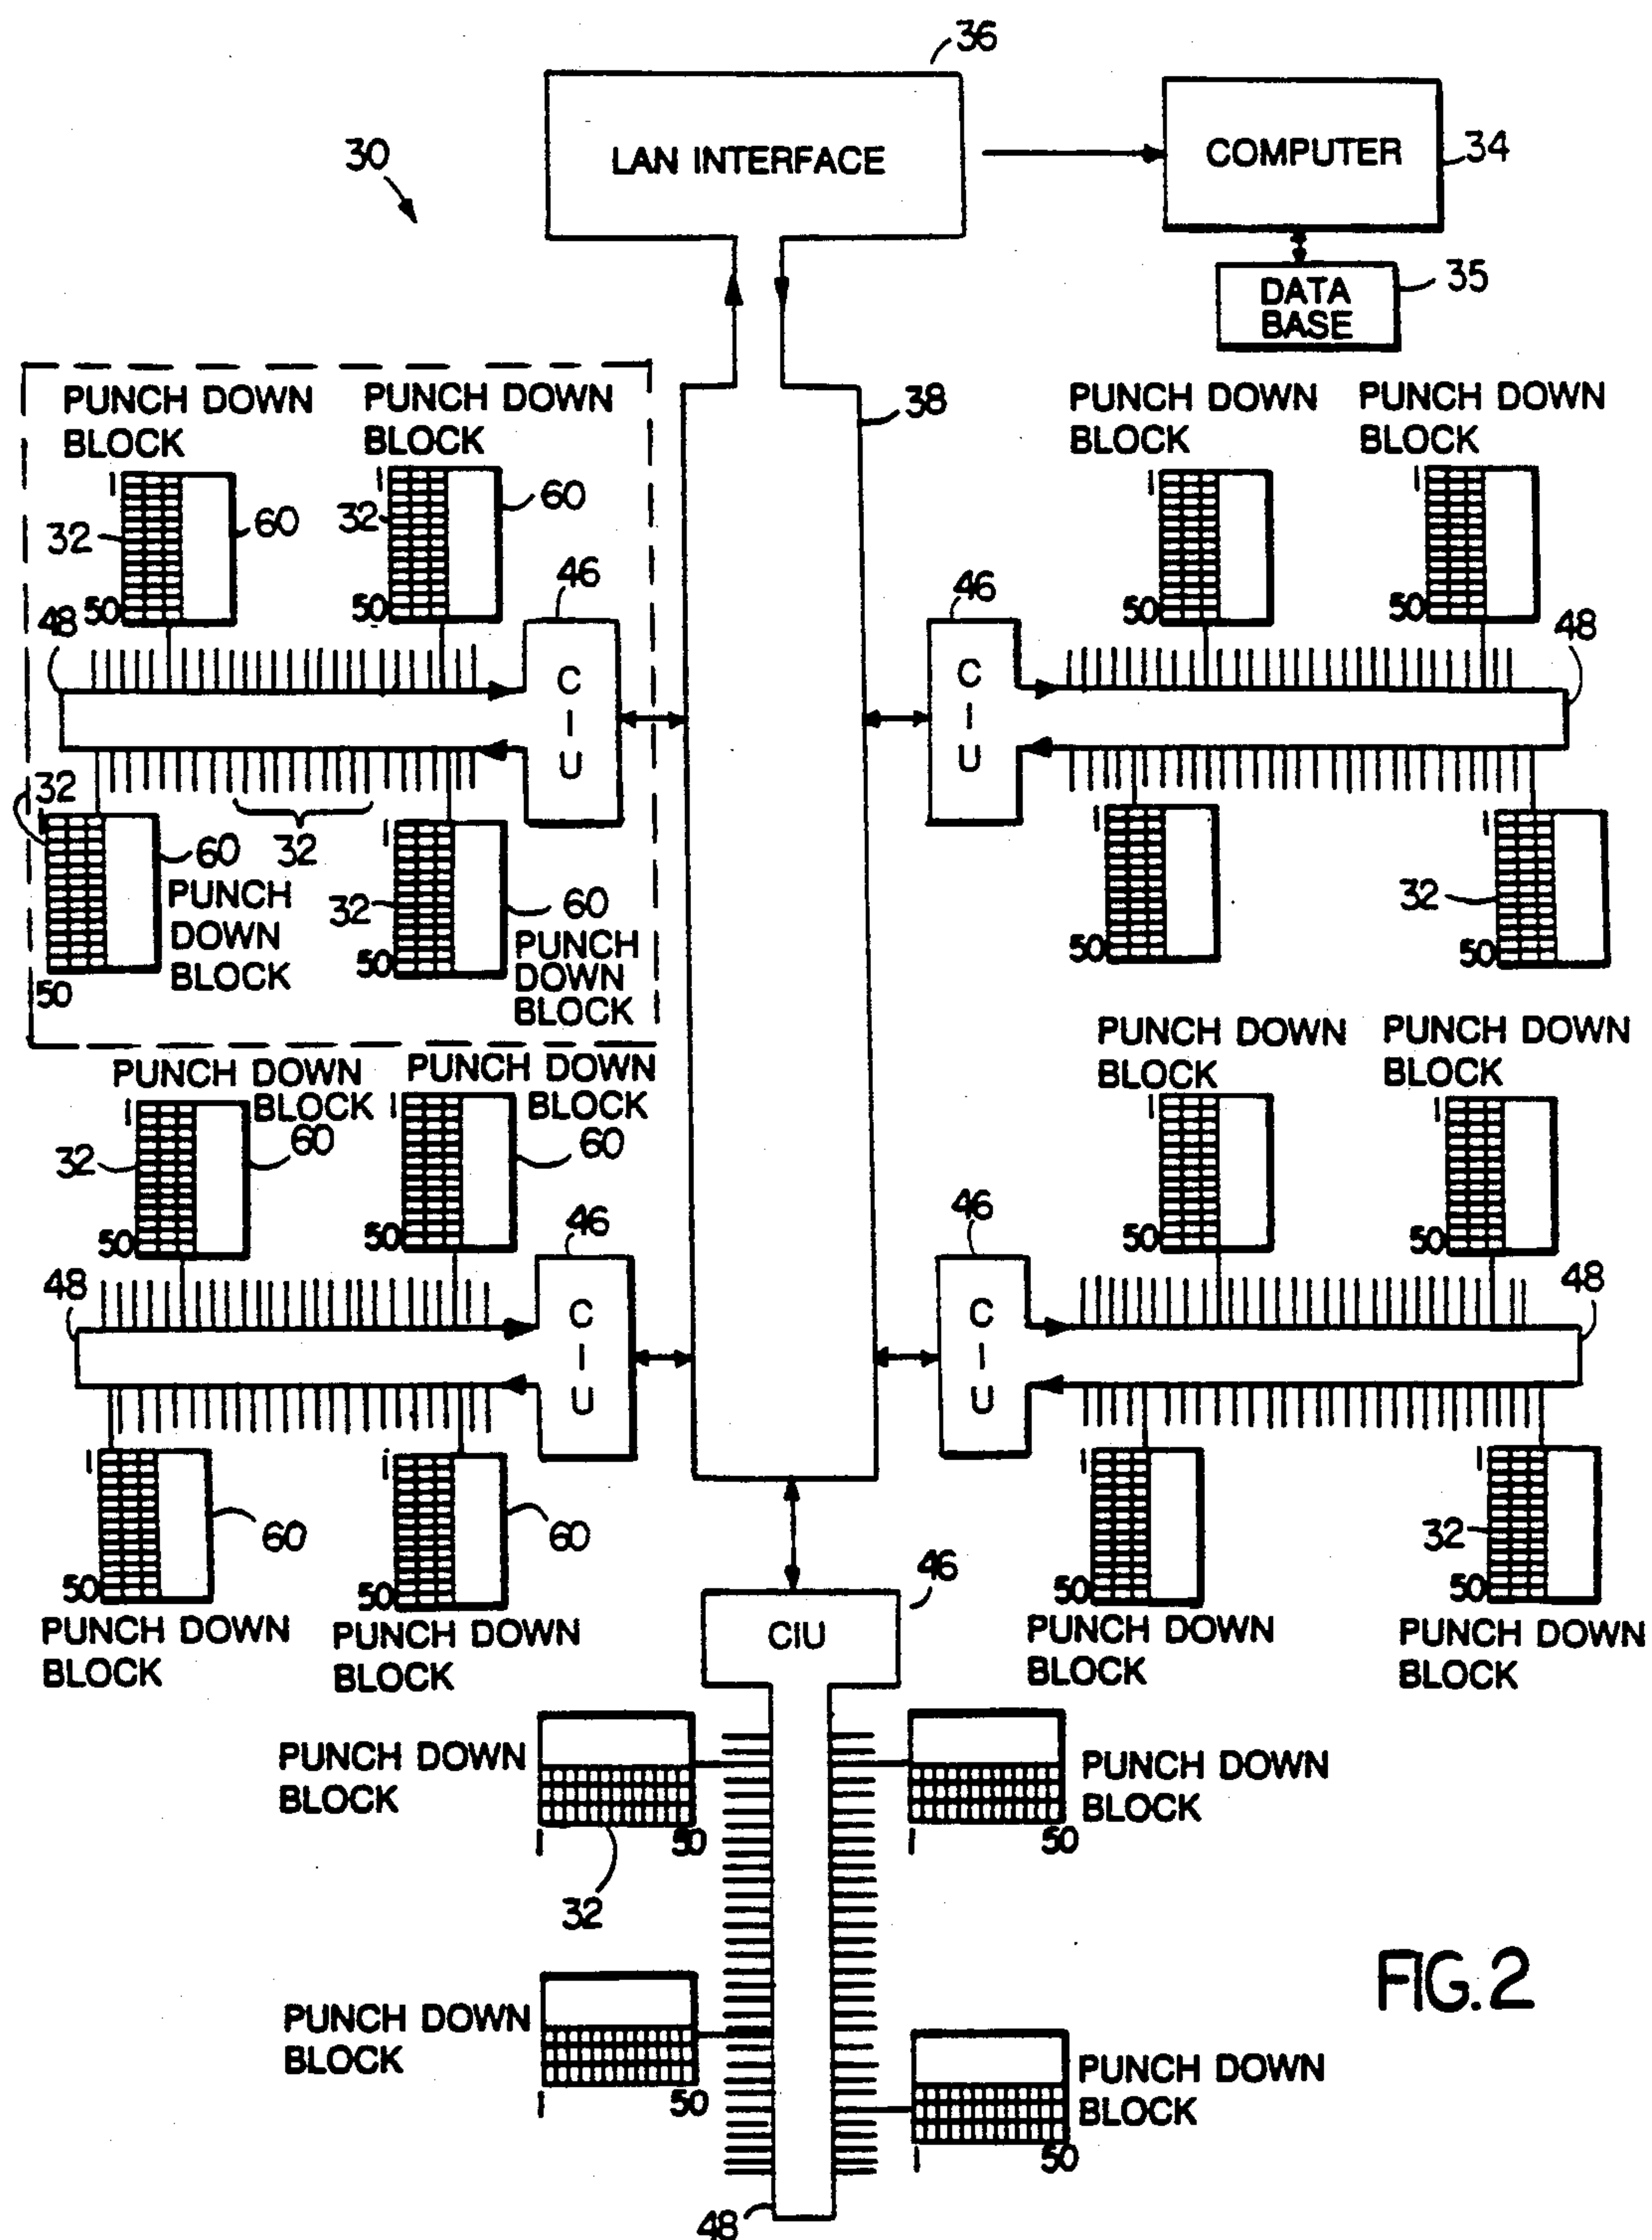 36
LAN INTERFACE
COMPUTER
34
30
DATA
BASE
35
38
PUNCH DOWN
BLOCK
PUNCH DOWN
BLOCK
1
32
60
50
1
32
60
50
46
48
C
I
U
32
1
60
PUNCH
DOWN
BLOCK
50
32
1
32
60
50
PUNCH
DOWN
BLOCK
PUNCH DOWN
BLOCK
PUNCH DOWN
BLOCK
1
50
1
50
46
48
C
I
U
1
50
1
32
50
PUNCH DOWN
BLOCK
PUNCH DOWN
BLOCK
1
32
60
50
1
60
50
46
48
C
I
U
1
60
50
PUNCH DOWN
BLOCK
1
60
50
PUNCH DOWN
BLOCK
PUNCH DOWN
BLOCK
PUNCH DOWN
BLOCK
1
50
1
50
46
48
C
I
U
1
50
PUNCH DOWN
BLOCK
1
32
50
PUNCH DOWN
BLOCK
46
CIU
PUNCH DOWN
BLOCK
1
50
32
PUNCH DOWN
BLOCK
1
50
PUNCH DOWN
BLOCK
1
50
PUNCH DOWN
BLOCK
1
50
48
FIG.2